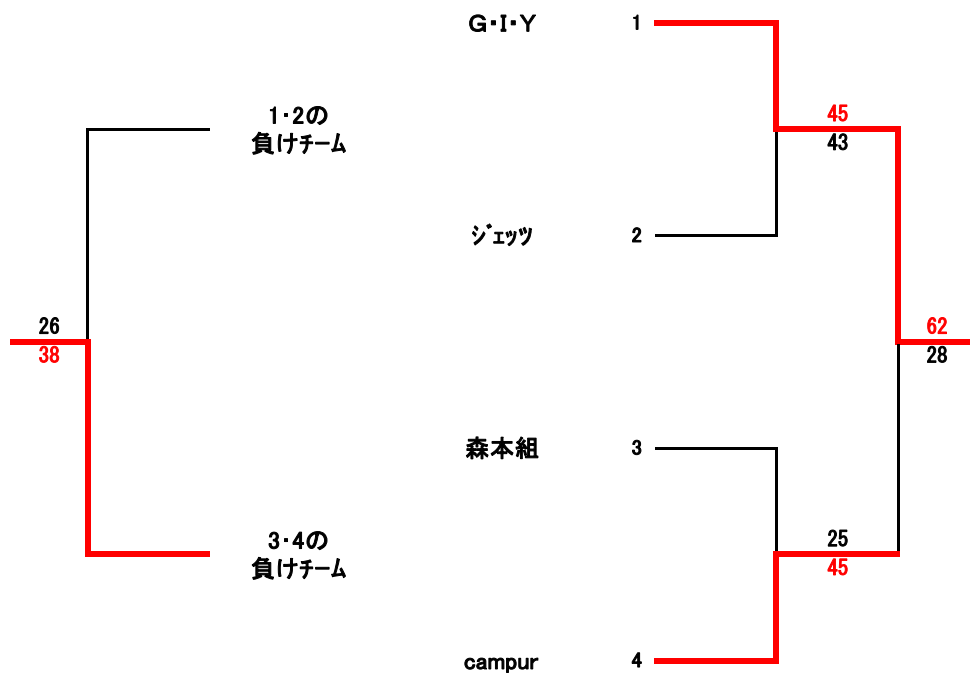 G・I・Y 1
45
1・2の
負けチーム
43
ジェッツ 2
26
62
38
28
森本組 3
3・4の
負けチーム
25
45
campur 4